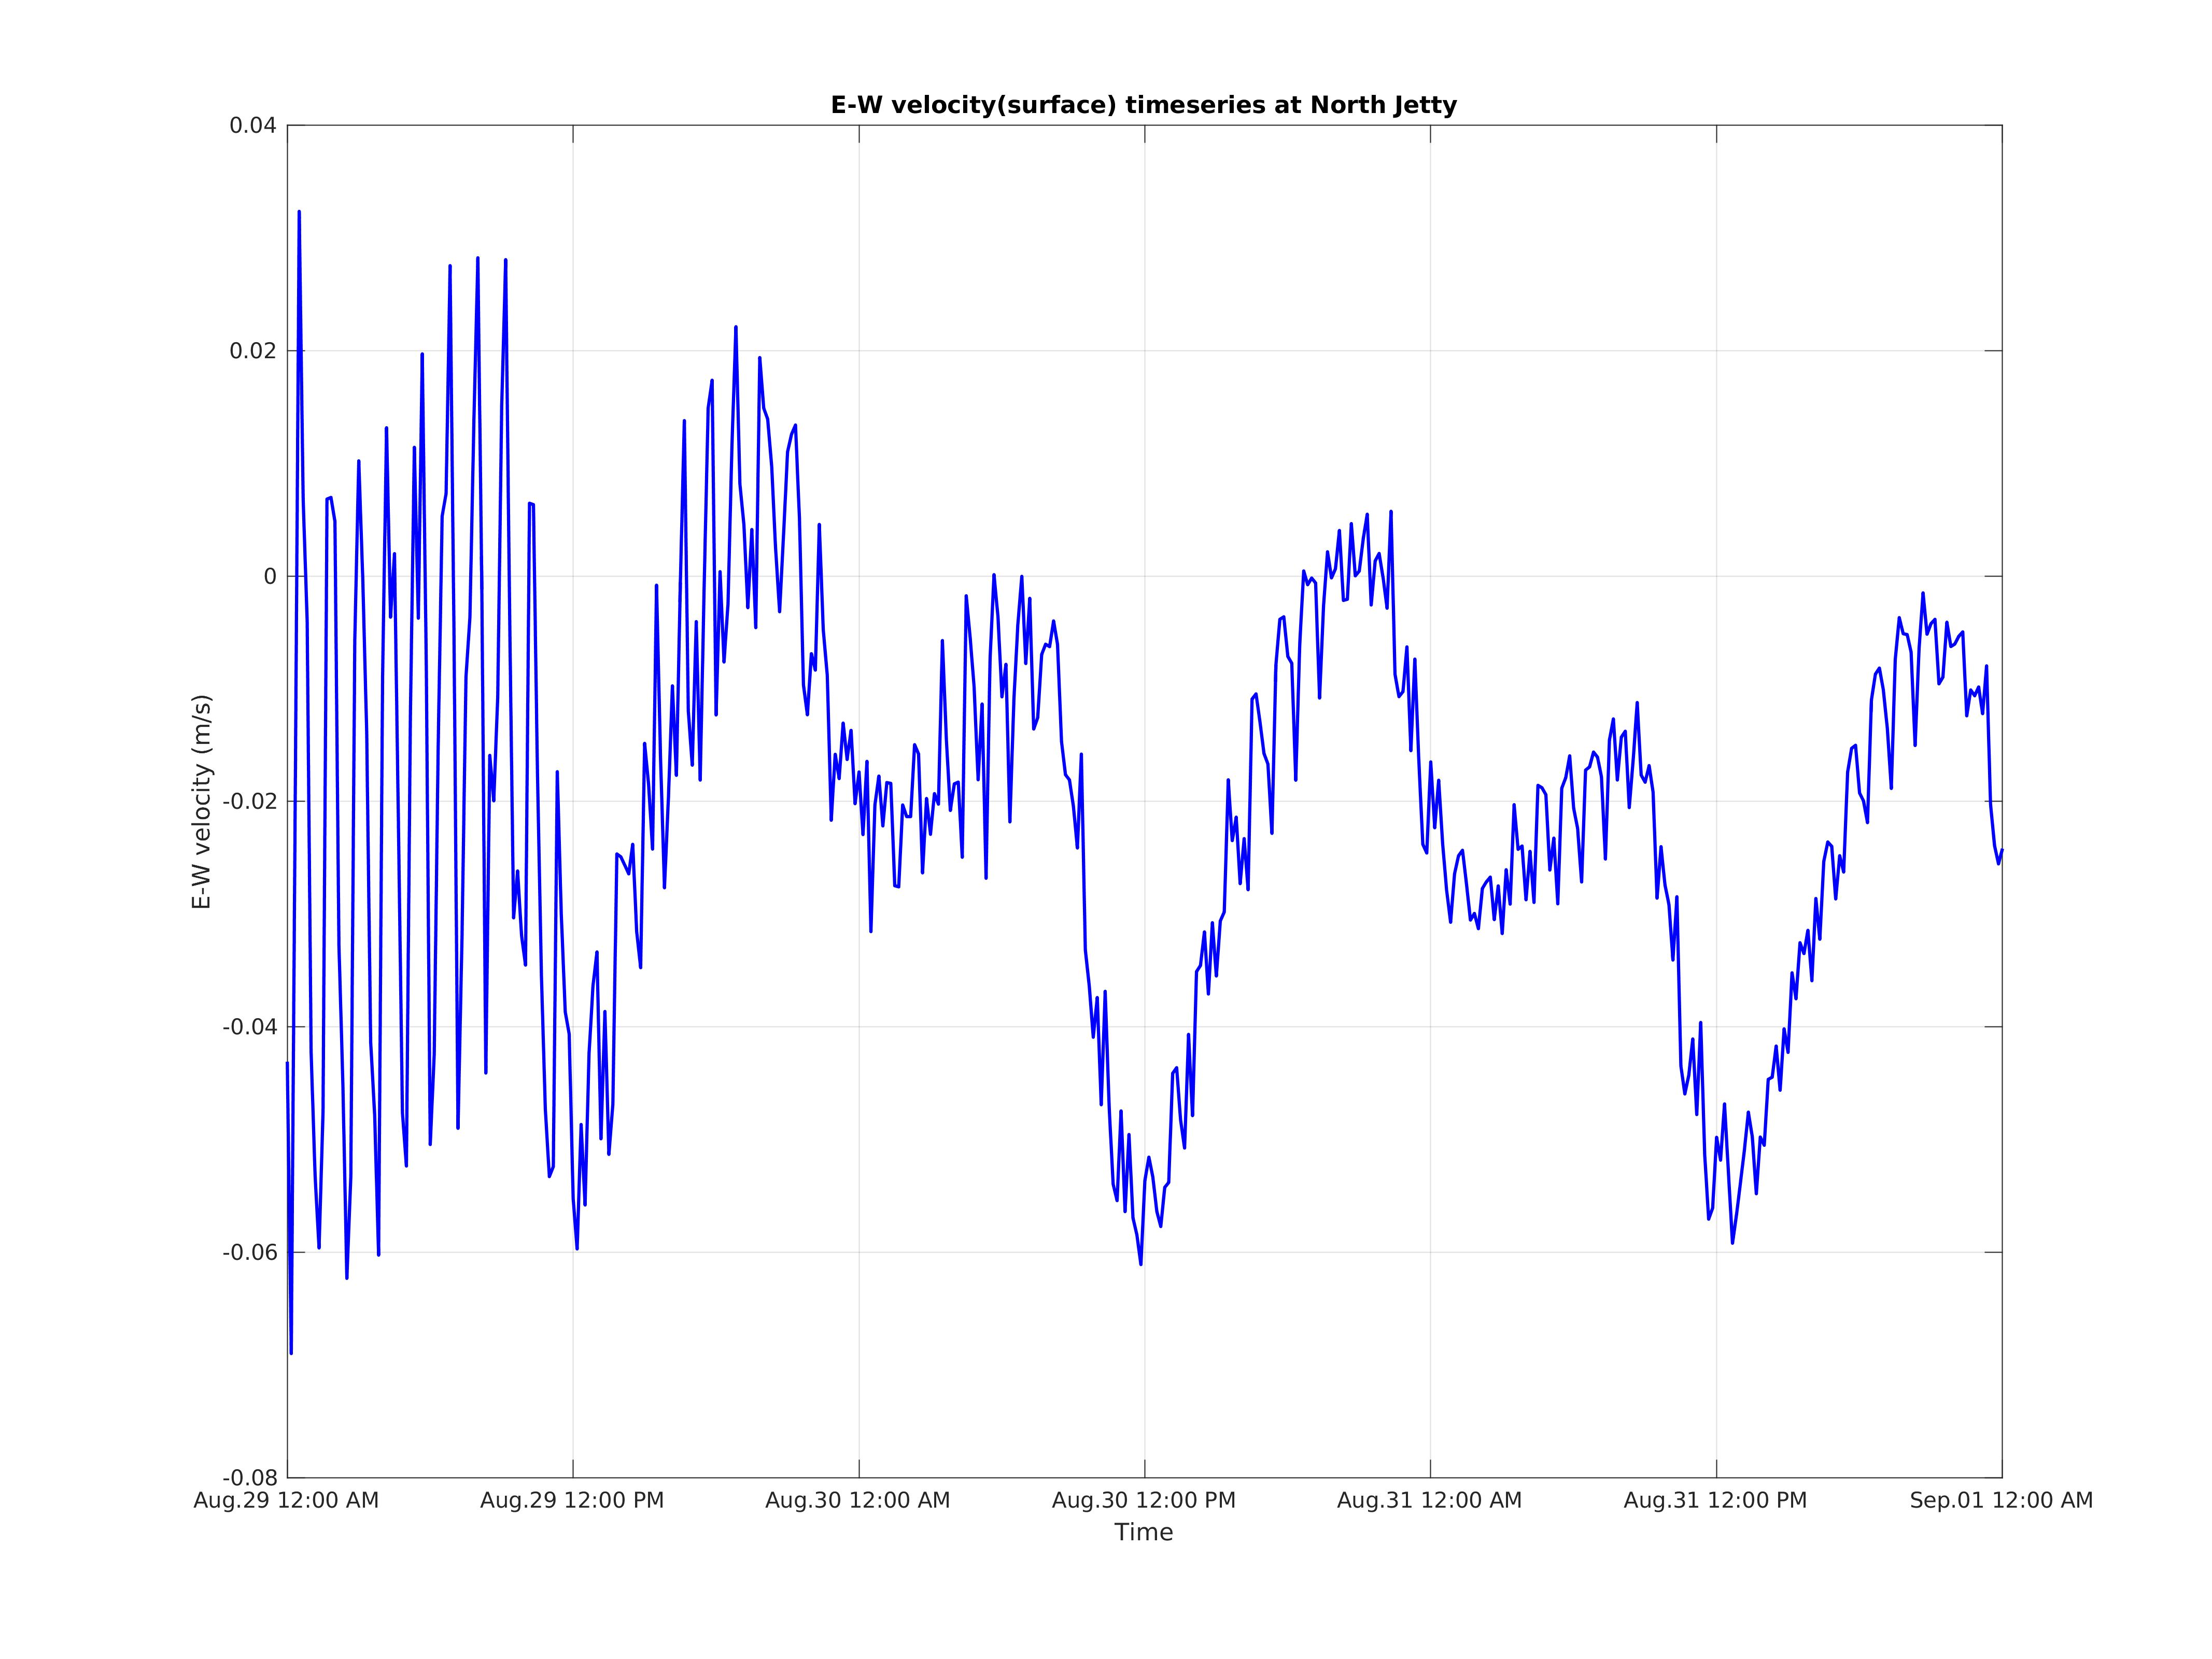 E-W velocity(surface) timeseries at North Jetty
0.04
0.02
0
-0.02
-0.04
-0.06
-0.08
E-W velocity (m/s)
Aug.29 12:00 AM Aug.29 12:00 PM Aug.30 12:00 AM Aug.30 12:00 PM Aug.31 12:00 AM Aug.31 12:00 PM Sep.01 12:00 AM
Time